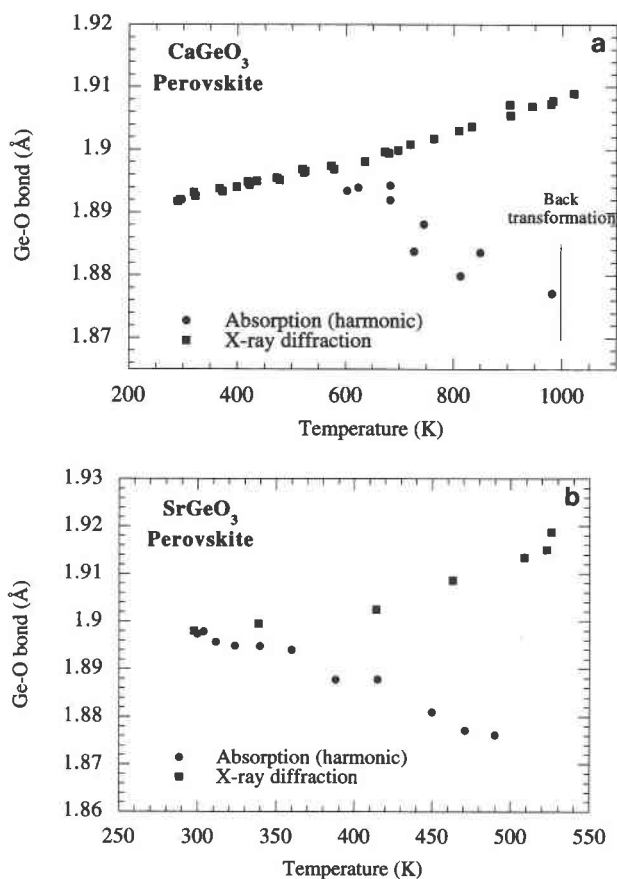 1.92
a
CaGeO3
Perovskite
1.91
1.9
1.89
1.88
1.87
Ge-O bond (Å)
Back
transformation
Absorption (harmonic)
X-ray diffraction
200 400 600 800 1000
Temperature (K)
1.93
b
SrGeO3
Perovskite
1.92
1.91
1.9
1.89
1.88
1.87
1.86
Ge-O bond (Å)
Absorption (harmonic)
X-ray diffraction
250 300 350 400 450 500 550
Temperature (K)